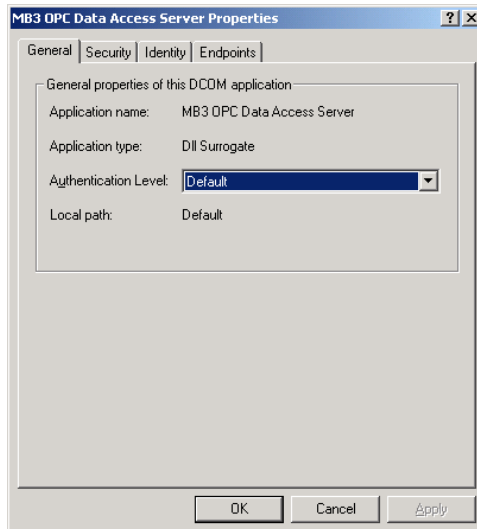 MB3 OPC Data Access Server Properties
General Security Identity Endpoints
General properties of this DCOM application
Application name: MB3 OPC Data Access Server
Application type: Dll Surrogate
Authentication Level: Default
Local path: Default
OK Cancel Apply